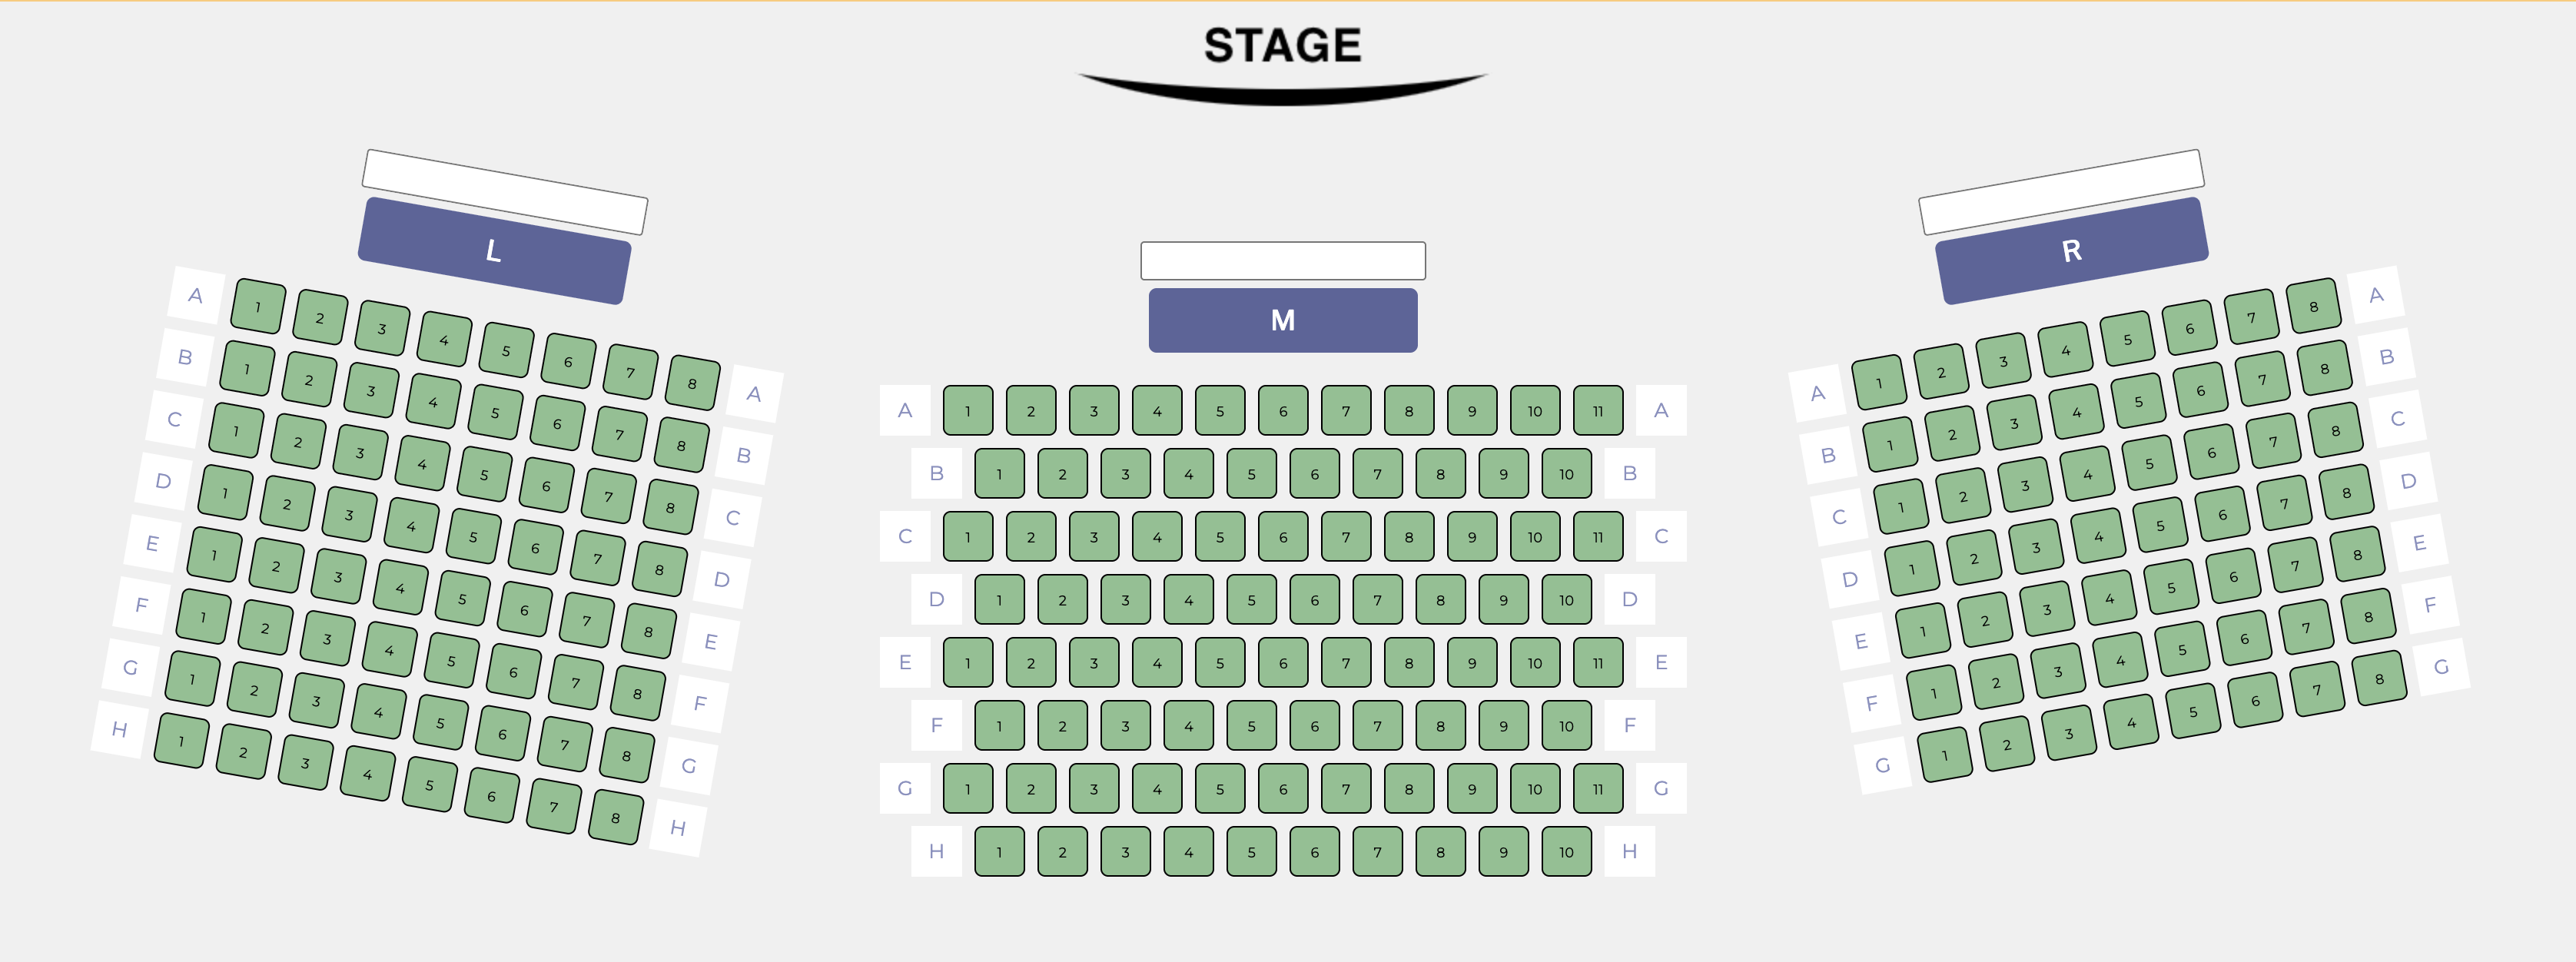 STAGE
L
A 1 2 3 4 5 6 7 8 A
B 1 2 3 4 5 6 7 8 B
C 1 2 3 4 5 6 7 8 C
D 1 2 3 4 5 6 7 8 D
E 1 2 3 4 5 6 7 8 E
F 1 2 3 4 5 6 7 8 F
G 1 2 3 4 5 6 7 8 G
H 1 2 3 4 5 6 7 8 H
M
A 1 2 3 4 5 6 7 8 9 10 11 A
B 1 2 3 4 5 6 7 8 9 10 B
C 1 2 3 4 5 6 7 8 9 10 11 C
D 1 2 3 4 5 6 7 8 9 10 D
E 1 2 3 4 5 6 7 8 9 10 11 E
F 1 2 3 4 5 6 7 8 9 10 F
G 1 2 3 4 5 6 7 8 9 10 11 G
H 1 2 3 4 5 6 7 8 9 10 H
R
A 1 2 3 4 5 6 7 8 A
B 1 2 3 4 5 6 7 8 B
C 1 2 3 4 5 6 7 8 C
D 1 2 3 4 5 6 7 8 D
E 1 2 3 4 5 6 7 8 E
F 1 2 3 4 5 6 7 8 F
G 1 2 3 4 5 6 7 8 G